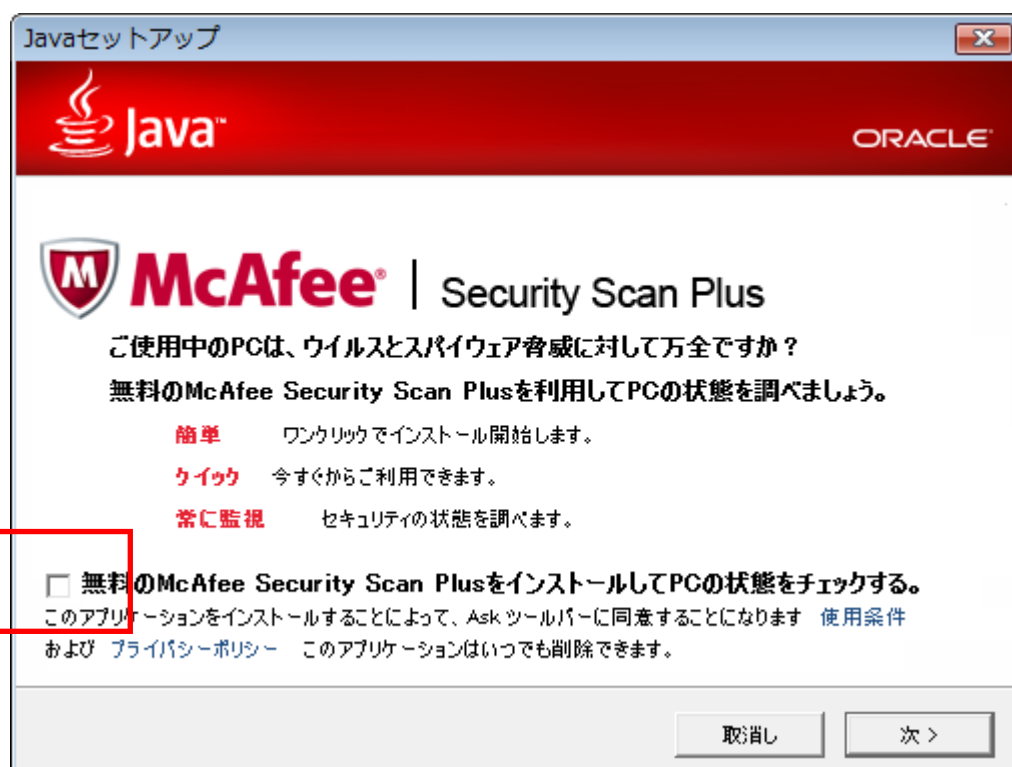 Javaセットアップ
Java™
ORACLE
McAfee® | Security Scan Plus
ご使用中のPCは、ウイルスとスパイウェア脅威に対して万全ですか？
無料のMcAfee Security Scan Plusを利用してPCの状態を調べましょう。
簡単 ワンクリックでインストール開始します。
クイック 今すぐからご利用できます。
常に監視 セキュリティの状態を調べます。
無料のMcAfee Security Scan PlusをインストールしてPCの状態をチェックする。
このアプリケーションをインストールすることによって、Ask ツールバーに同意することになります 使用条件
および プライバシーポリシー このアプリケーションはいつでも削除できます。
取消し 次 >